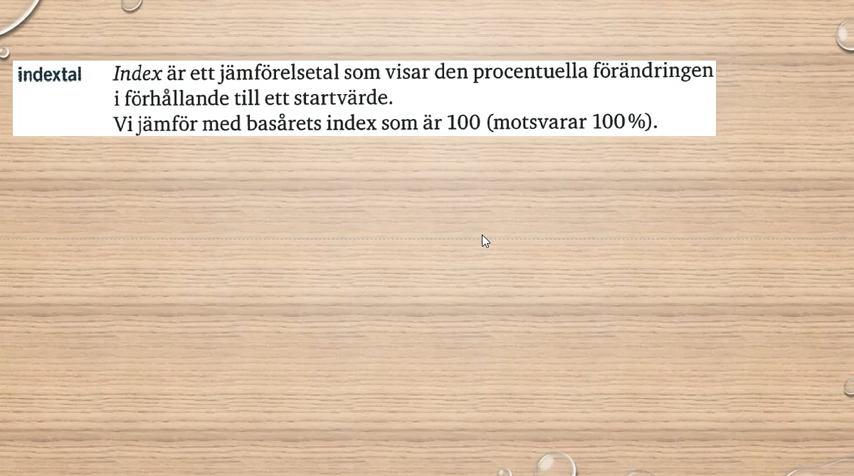 indextal Index är ett jämförelsetal som visar den procentuella förändringen
i förhållande till ett startvärde.
Vi jämför med basårets index som är 100 (motsvarar 100%).